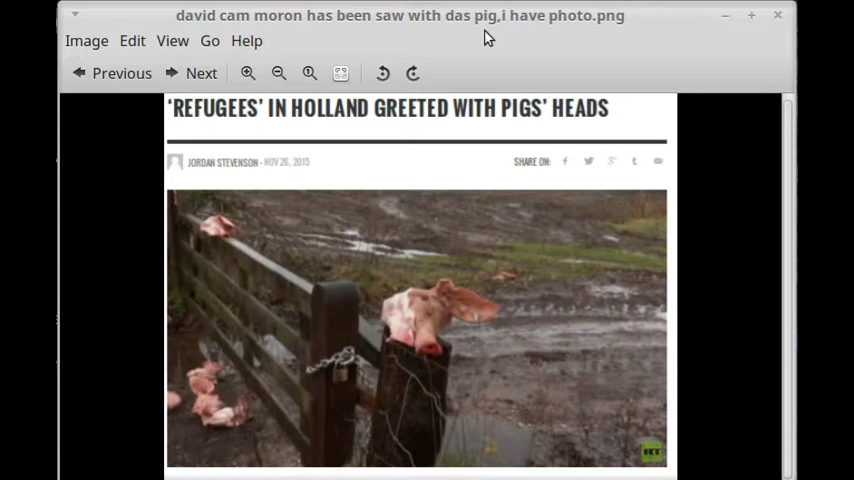 david cam moron has been saw with das pig,i have photo.png
Image Edit View Go Help
Previous Next
‘REFUGEES’ IN HOLLAND GREETED WITH PIGS’ HEADS
JORDAN STEVENSON - NOV 26, 2015 SHARE ON:
RT